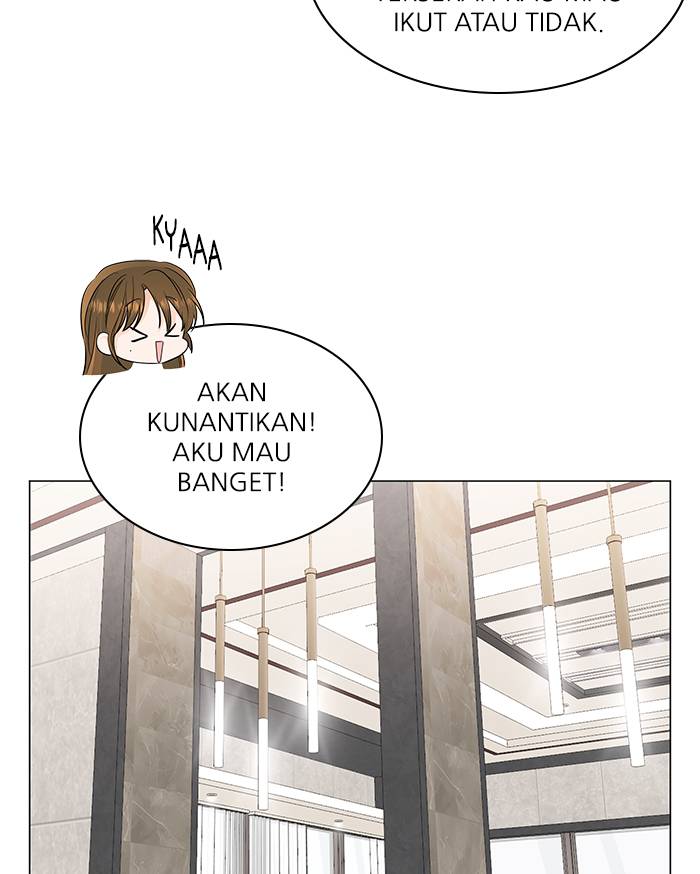 IKUT ATAU TIDAK.
KYAAA
AKAN
KUNANTIKAN!
AKU MAU
BANGET!